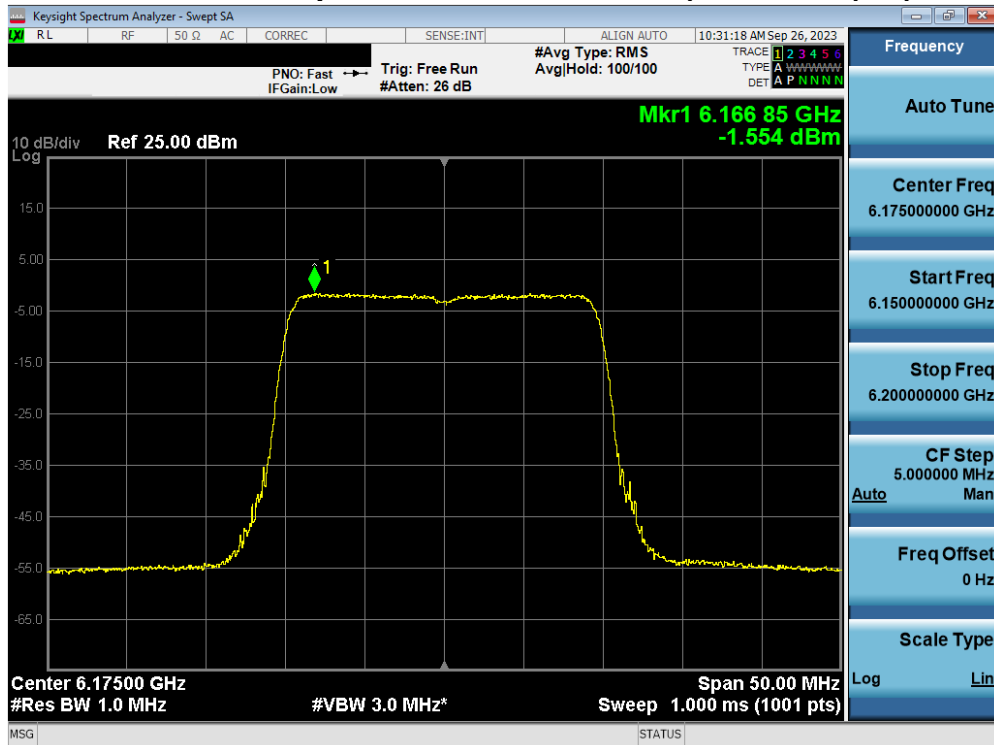 Keysight Spectrum Analyzer - Swept SA
LXI RL RF 50 Ω AC CORREC SENSE:INT ALIGN AUTO 10:31:18 AM Sep 26, 2023
PNO: Fast
IFGain:Low
Trig: Free Run
#Atten: 26 dB
#Avg Type: RMS
Avg|Hold: 100/100
TRACE 1 2 3 4 5 6
TYPE A WWWWW
DET A P N N N N
Mkr1 6.166 85 GHz
-1.554 dBm
10 dB/div Ref 25.00 dBm
Log
15.0
5.00
-5.00
-15.0
-25.0
-35.0
-45.0
-55.0
-65.0
1
Center 6.17500 GHz Span 50.00 MHz
#Res BW 1.0 MHz #VBW 3.0 MHz* Sweep 1.000 ms (1001 pts)
MSG STATUS
Frequency
Auto Tune
Center Freq
6.175000000 GHz
Start Freq
6.150000000 GHz
Stop Freq
6.200000000 GHz
CF Step
5.000000 MHz
Auto Man
Freq Offset
0 Hz
Scale Type
Log Lin